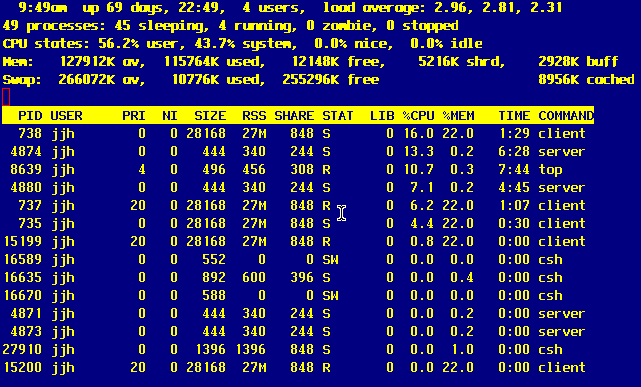 9:49am up 69 days, 22:49, 4 users, load average: 2.96, 2.81, 2.31
49 processes: 45 sleeping, 4 running, 0 zombie, 0 stopped
CPU states: 56.2% user, 43.7% system, 0.0% nice, 0.0% idle
Mem: 127912K av, 115764K used, 12148K free, 5216K shrd, 2928K buff
Swap: 266072K av, 10776K used, 255296K free 8956K cached
PID USER PRI NI SIZE RSS SHARE STAT LIB %CPU %MEM TIME COMMAND
738 jjh 0 0 28168 27M 848 S 0 16.0 22.0 1:29 client
4874 jjh 0 0 444 340 244 S 0 13.3 0.2 6:28 server
8639 jjh 4 0 496 456 308 R 0 10.7 0.3 7:44 top
4880 jjh 0 0 444 340 244 S 0 7.1 0.2 4:45 server
737 jjh 20 0 28168 27M 848 R 0 6.2 22.0 1:07 client
735 jjh 0 0 28168 27M 848 S 0 4.4 22.0 0:30 client
15199 jjh 20 0 28168 27M 848 R 0 0.8 22.0 0:00 client
16589 jjh 0 0 552 0 0 SW 0 0.0 0.0 0:00 csh
16635 jjh 0 0 892 600 396 S 0 0.0 0.4 0:00 csh
16670 jjh 0 0 588 0 0 SW 0 0.0 0.0 0:00 csh
4871 jjh 0 0 444 340 244 S 0 0.0 0.2 0:00 server
4873 jjh 0 0 444 340 244 S 0 0.0 0.2 0:00 server
27910 jjh 0 0 1396 1396 848 S 0 0.0 1.0 0:00 csh
15200 jjh 20 0 28168 27M 848 R 0 0.0 22.0 0:00 client